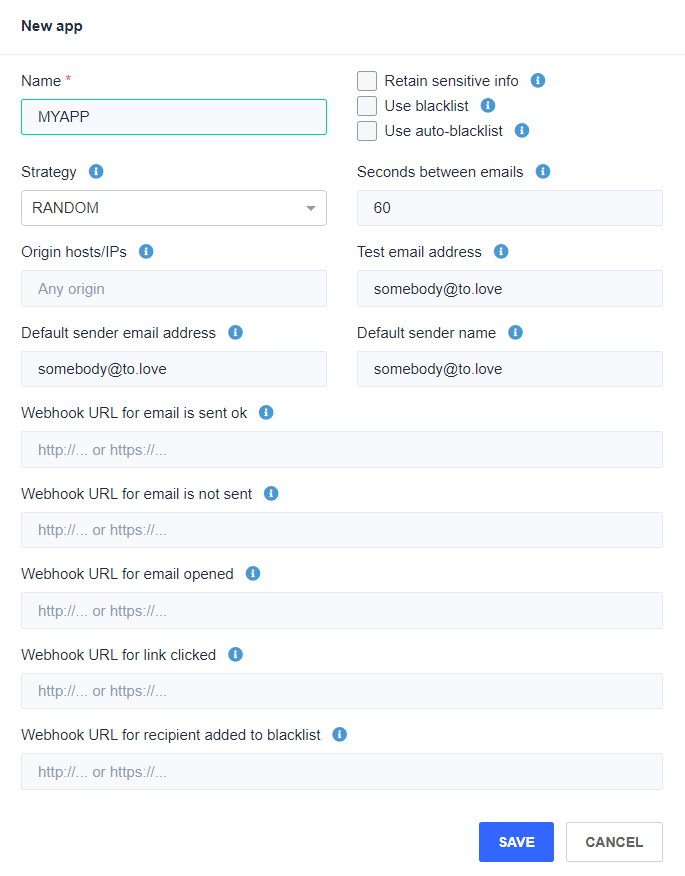 New app
Name *
MYAPP
Retain sensitive info
Use blacklist
Use auto-blacklist
Strategy
Seconds between emails
RANDOM
60
Origin hosts/IPs
Test email address
Any origin
somebody@to.love
Default sender email address
Default sender name
somebody@to.love
somebody@to.love
Webhook URL for email is sent ok
http://... or https://...
Webhook URL for email is not sent
http://... or https://...
Webhook URL for email opened
http://... or https://...
Webhook URL for link clicked
http://... or https://...
Webhook URL for recipient added to blacklist
http://... or https://...
SAVE
CANCEL